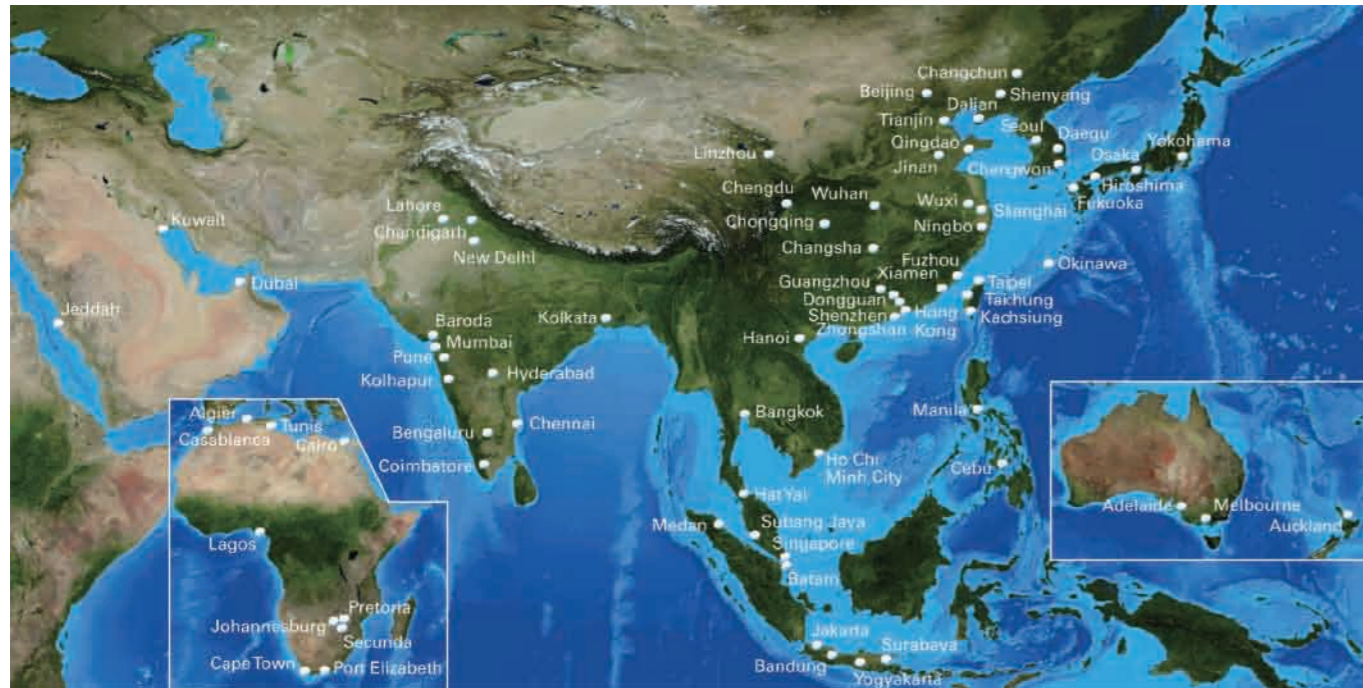 Changchun
Beijing
Shenyang
Dalian
Tianjin
Seoul
Daegu
Yokohama
Qingdao
Osaka
Linzhou
Jinan
Chengwon
Hiroshima
Chengdu
Wuhan
Wuxi
Fukuoka
Lahore
Shanghai
Kuwait
Chongqing
Ningbo
Chandigarh
Changsha
New Delhi
Fuzhou
Okinawa
Xiamen
Dubai
Guangzhou
Taipei
Dongguan
Taichung
Jeddah
Kolkata
Shenzhen
Hong
Kong
Kaohsiung
Baroda
Zhongshan
Mumbai
Hanoi
Pune
Kolhapur
Hyderabad
Algier
Bangkok
Manila
Tunis
Chennai
Casablanca
Bengaluru
Cairo
Coimbatore
Ho Chi
Minh City
Cebu
Hat Yai
Adelaide
Melbourne
Medan
Subang Jaya
Auckland
Lagos
Singapore
Batam
Pretoria
Johannesburg
Secunda
Jakarta
Surabaya
Cape Town
Port Elizabeth
Bandung
Yogyakarta